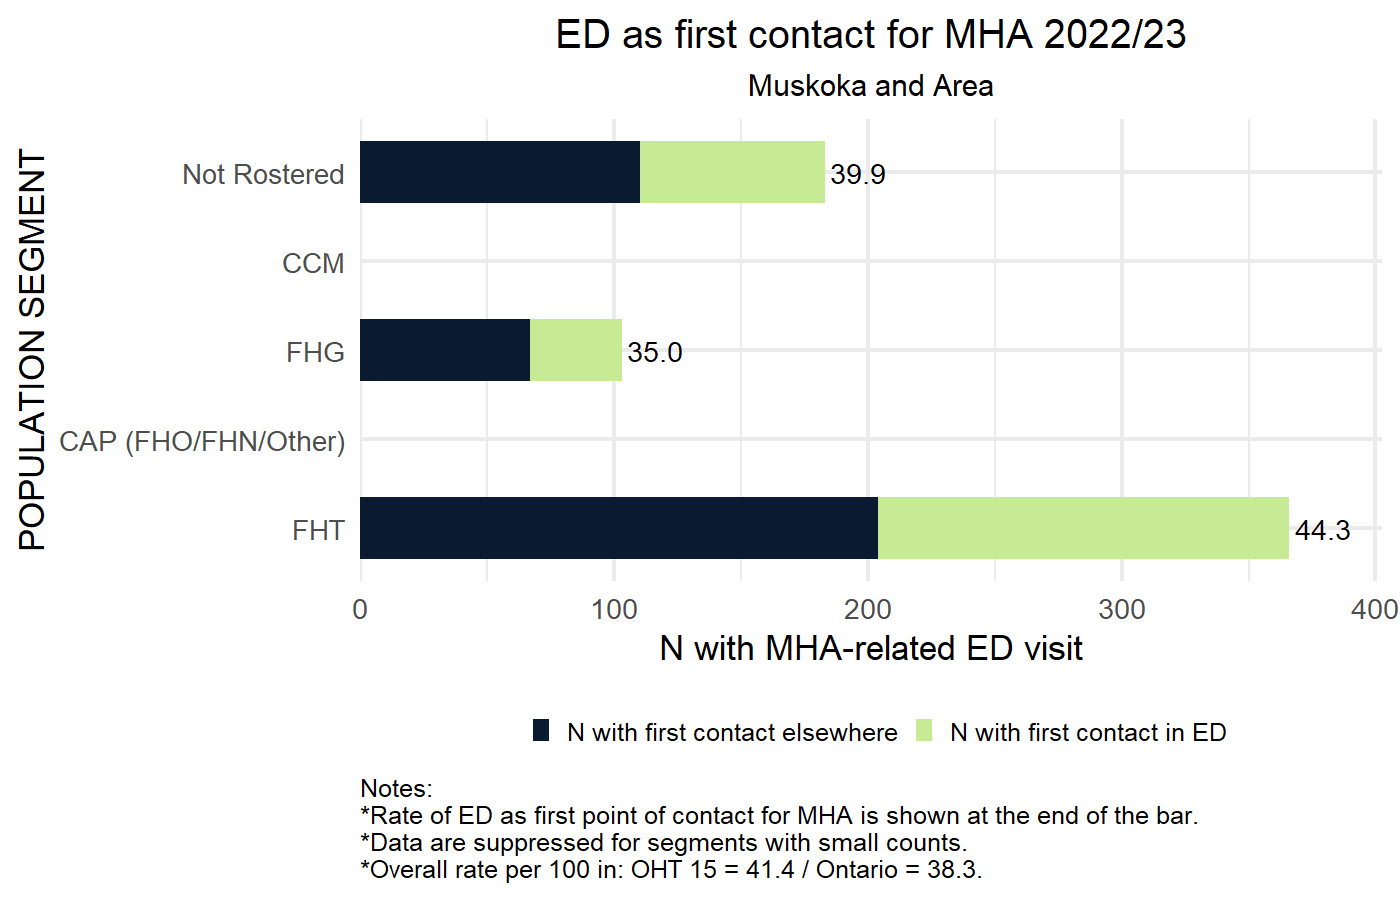 ED as first contact for MHA 2022/23
Muskoka and Area
POPULATION SEGMENT
Not Rostered
39.9
CCM
FHG
35.0
CAP (FHO/FHN/Other)
FHT
44.3
0 100 200 300 400
N with MHA-related ED visit
N with first contact elsewhere N with first contact in ED
Notes:
*Rate of ED as first point of contact for MHA is shown at the end of the bar.
*Data are suppressed for segments with small counts.
*Overall rate per 100 in: OHT 15 = 41.4 / Ontario = 38.3.